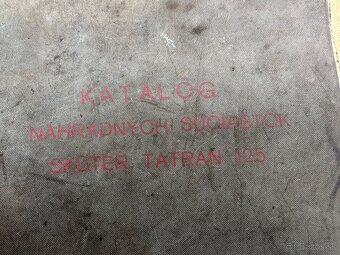 KATALÓG
NÁHRADNÝCH SÚČIASTOK
SKÚTER TATRAN 125